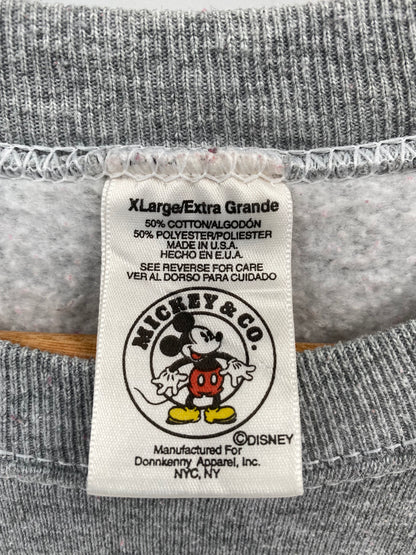 XLarge/Extra Grande
50% COTTON/ALGODÓN
50% POLYESTER/POLIESTER
MADE IN U.S.A.
HECHO EN E.U.A.
SEE REVERSE FOR CARE
VER AL DORSO PARA CUIDADO
MICKEY & CO.
©DISNEY
Manufactured For
Donnkenny Apparel, Inc.
NYC, NY